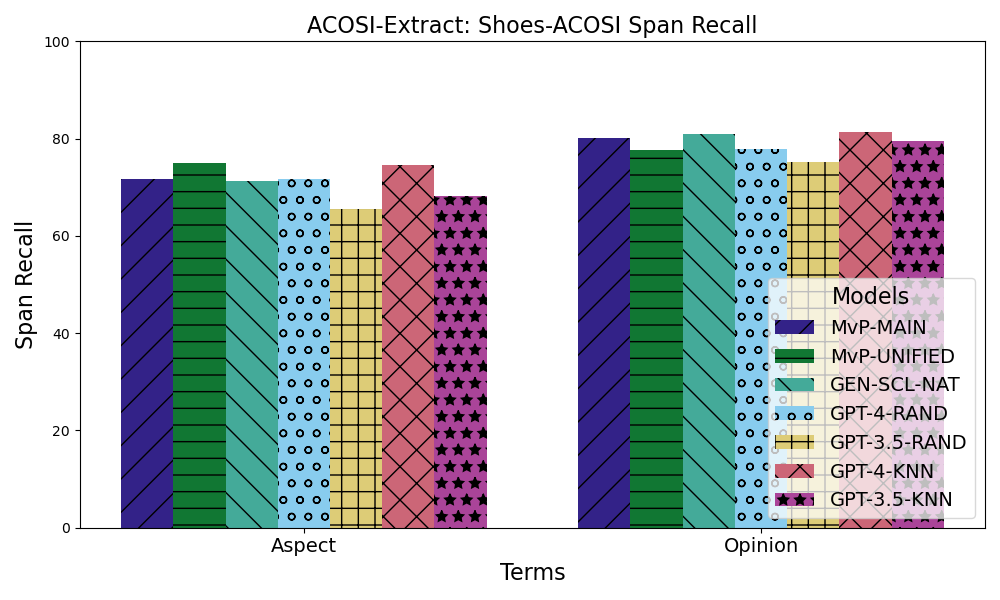 ACOSI-Extract: Shoes-ACOSI Span Recall
100
80
60
40
20
0
Span Recall
Aspect
Opinion
Terms
Models
MvP-MAIN
MvP-UNIFIED
GEN-SCL-NAT
GPT-4-RAND
GPT-3.5-RAND
GPT-4-KNN
GPT-3.5-KNN